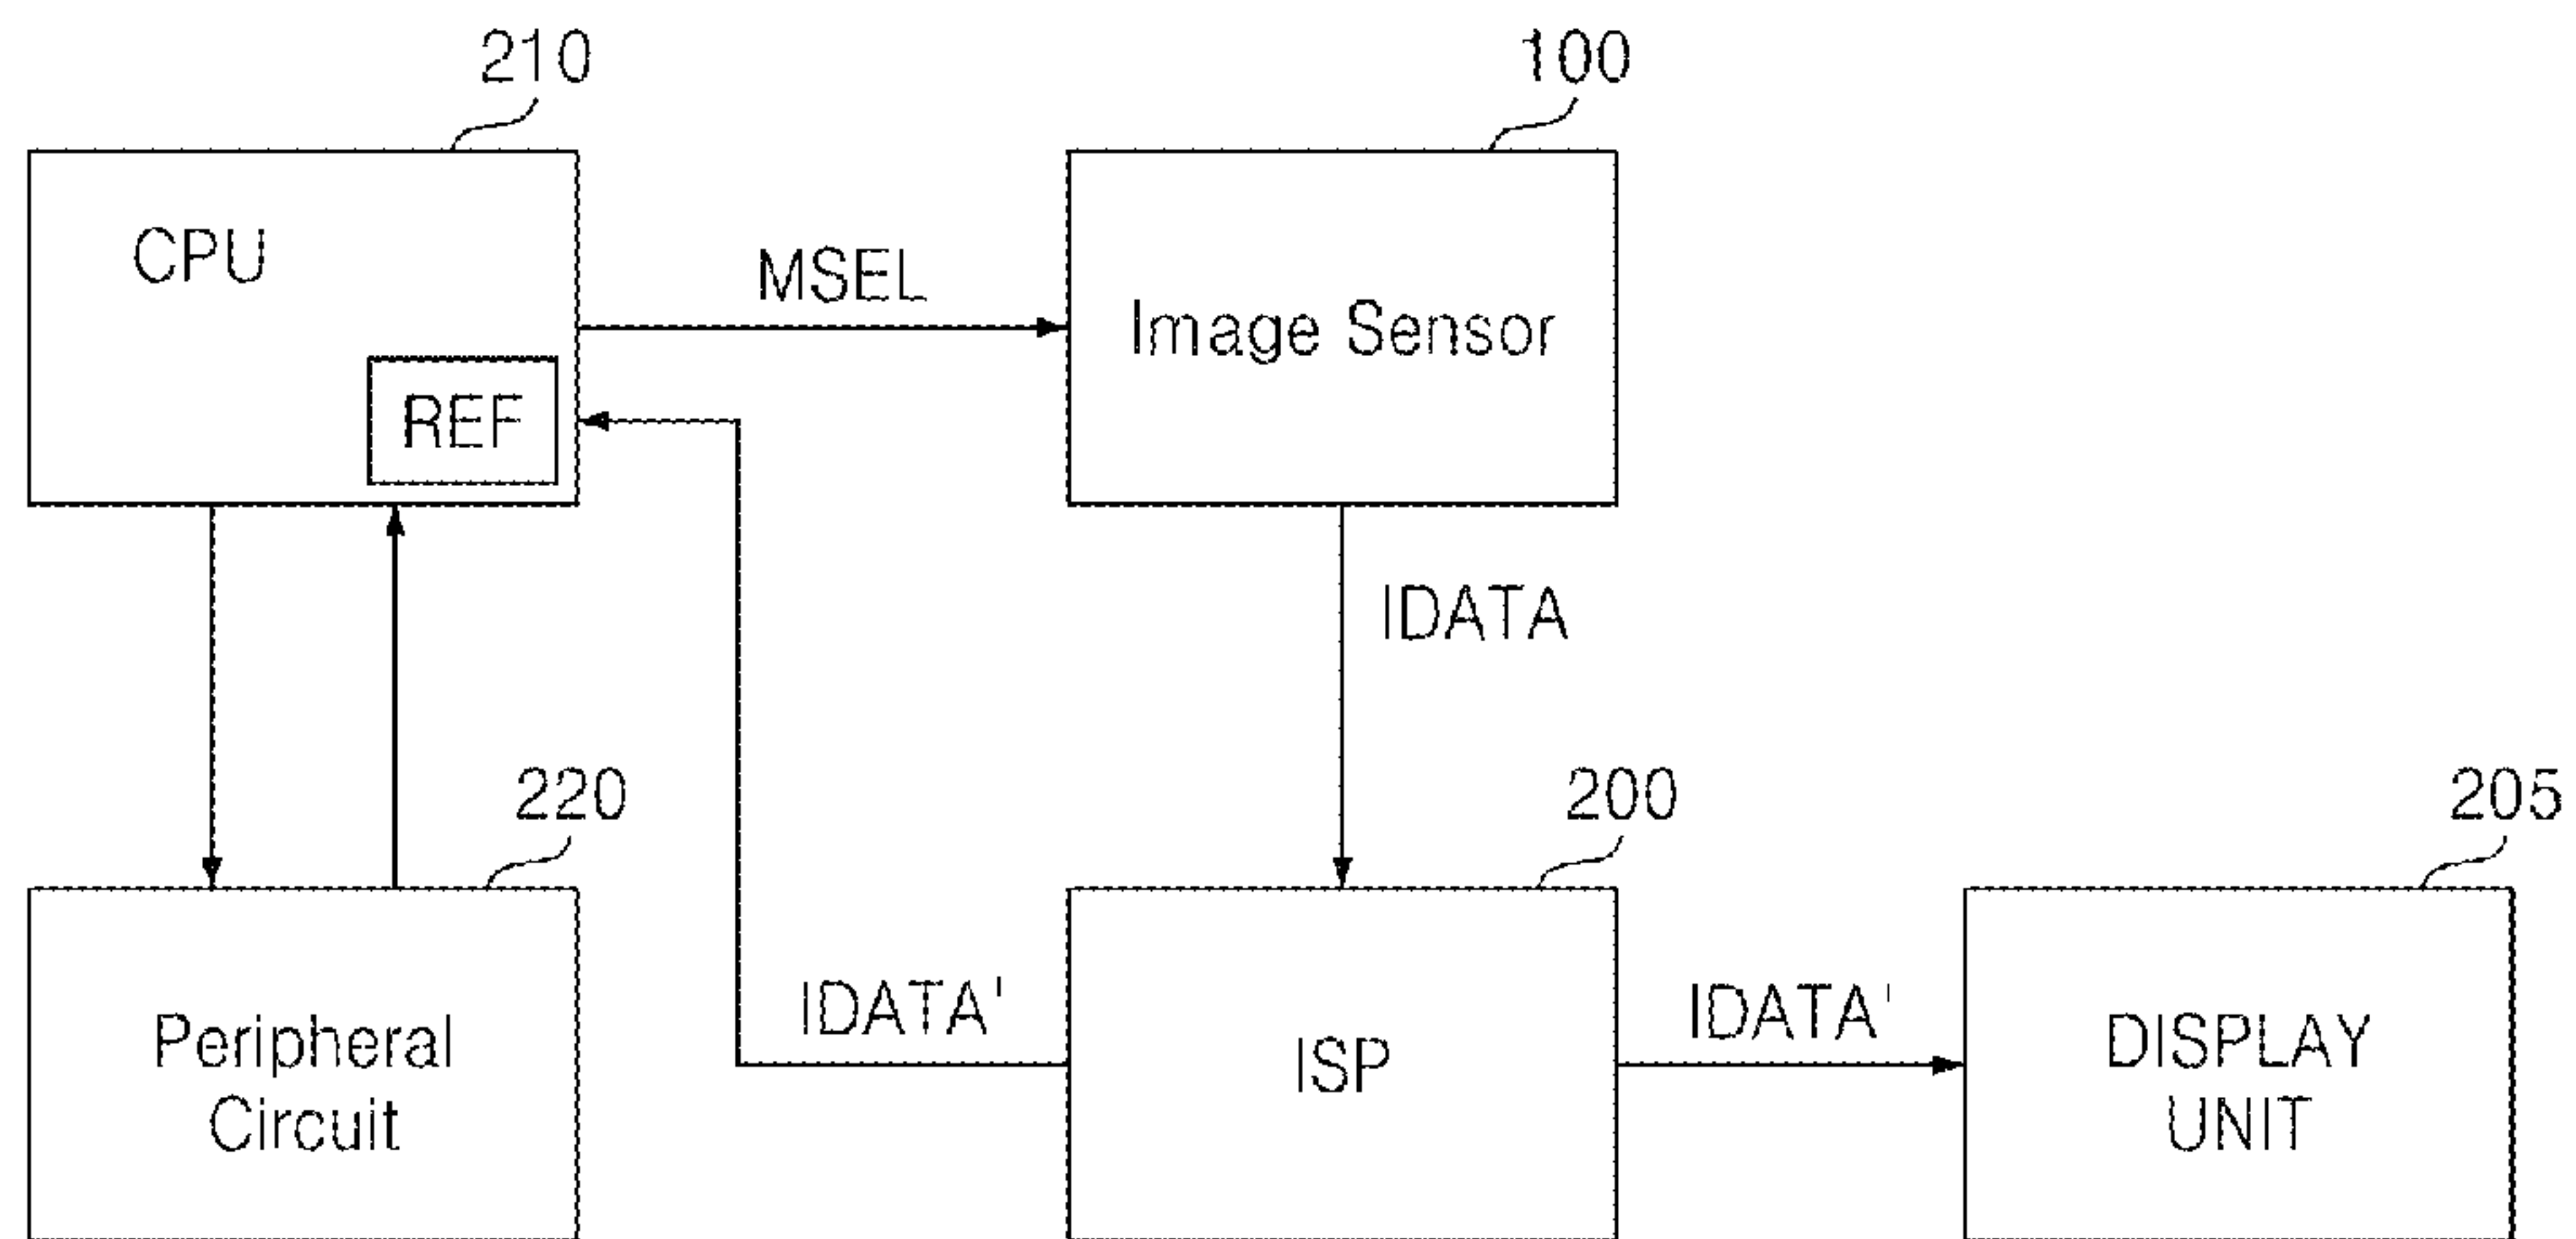 210
100
CPU
MSEL
Image Sensor
REF
IDATA
220
200
205
IDATA'
IDATA'
Peripheral
Circuit
ISP
DISPLAY
UNIT